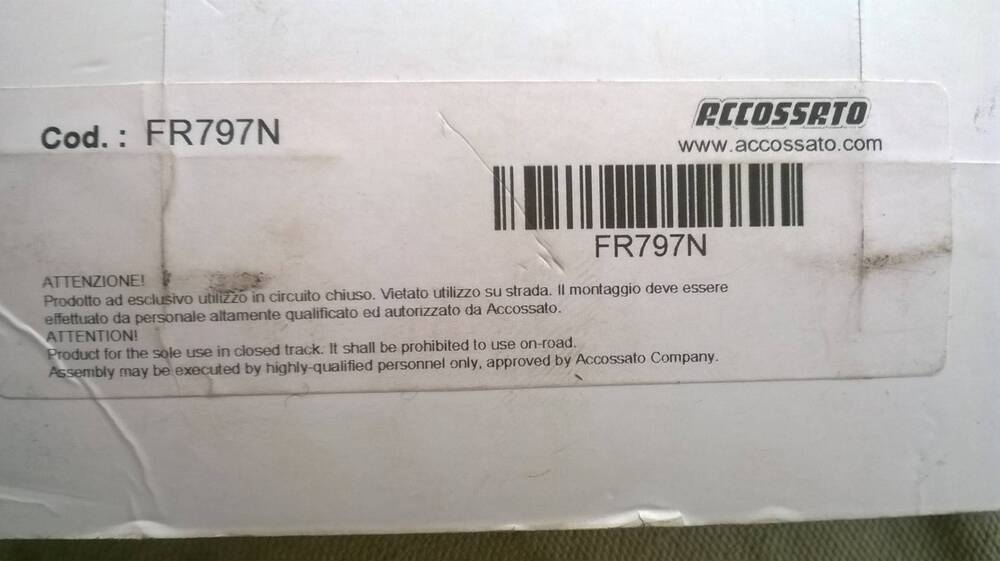 Cod. : FR797N
ACCOSSATO
www.accossato.com
FR797N
ATTENZIONE!
Prodotto ad esclusivo utilizzo in circuito chiuso. Vietato utilizzo su strada. Il montaggio deve essere
effettuato da personale altamente qualificato ed autorizzato da Accossato.
ATTENTION!
Product for the sole use in closed track. It shall be prohibited to use on-road.
Assembly may be executed by highly-qualified personnel only, approved by Accossato Company.